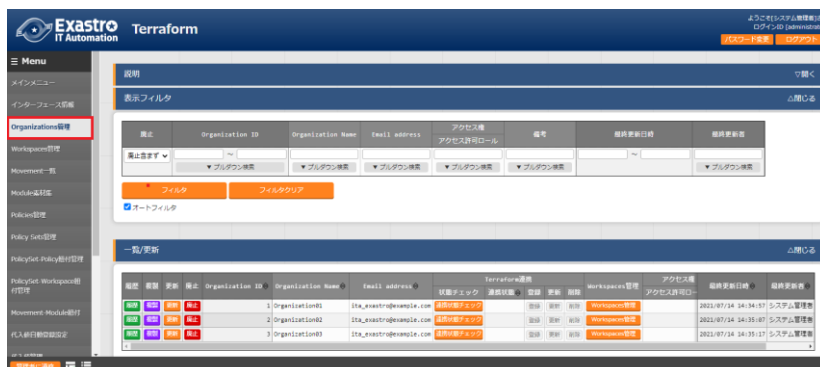 Exastro
IT Automation
Terraform
ようこそ[システム管理者]
ログインID [administrat
パスワード変更
ログアウト
☰ Menu
メインメニュー
インターフェース情報
Organizations管理
Workspaces管理
Movement一覧
Module素材集
Policies管理
Policy Sets管理
PolicySet-Policy紐付管理
PolicySet-Workspace紐
付管理
Movement-Module紐付
代入値自動登録設定
説明
▽開く
表示フィルタ
△閉じる
廃止
Organization ID
Organization Name
Email address
アクセス権
アクセス許可ロール
備考
最終更新日時
最終更新者
廃止含まず
~
~
▼ プルダウン検索
▼ プルダウン検索
▼ プルダウン検索
▼ プルダウン検索
▼ プルダウン検索
▼ プルダウン検索
フィルタ
フィルタクリア
オートフィルタ
一覧/更新
△閉じる
履歴 複製 更新 廃止 Organization ID Organization Name Email address Terraform連携 Workspaces管理 アクセス権 最終更新日時 最終更新者
状態チェック 連携状態 登録 更新 削除 アクセス許可ロー
履歴 複製 更新 廃止 1 Organization01 ita_exastro@example.com 連携状態チェック 登録 更新 削除 Workspaces管理 2021/07/14 14:34:57 システム管理者
履歴 複製 更新 廃止 2 Organization02 ita_exastro@example.com 連携状態チェック 登録 更新 削除 Workspaces管理 2021/07/14 14:35:07 システム管理者
履歴 複製 更新 廃止 3 Organization03 ita_exastro@example.com 連携状態チェック 登録 更新 削除 Workspaces管理 2021/07/14 14:35:17 システム管理者
管理者に連絡